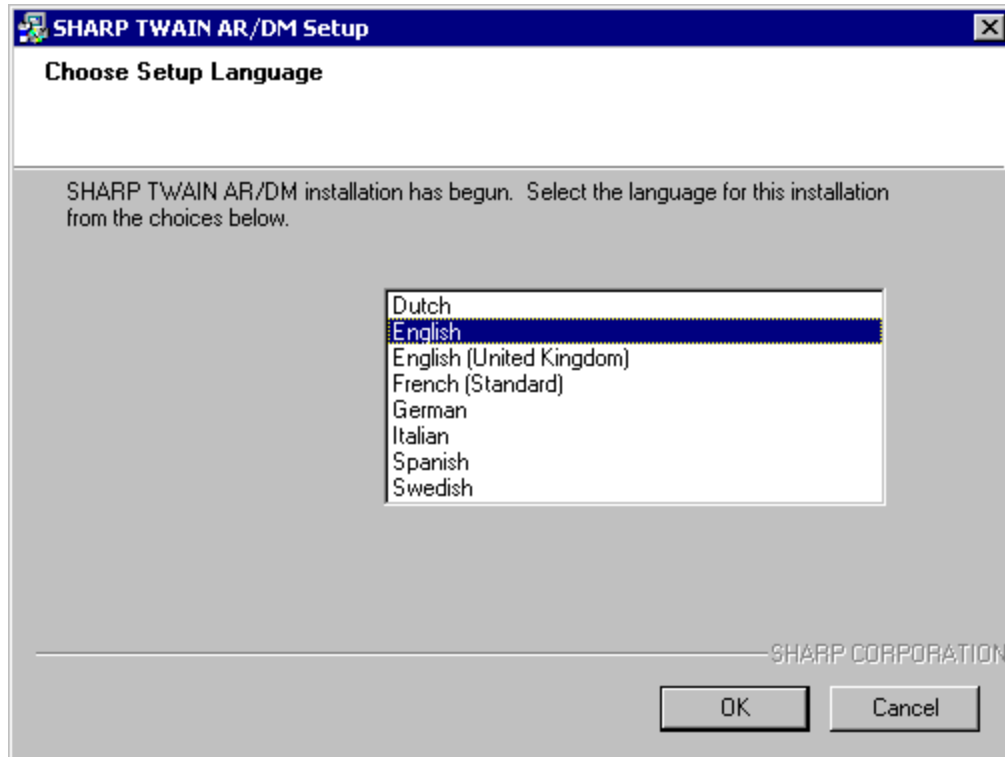 SHARP TWAIN AR/DM Setup
Choose Setup Language
SHARP TWAIN AR/DM installation has begun.  Select the language for this installation
from the choices below.
Dutch
English
English (United Kingdom)
French (Standard)
German
Italian
Spanish
Swedish
SHARP CORPORATION
OK Cancel